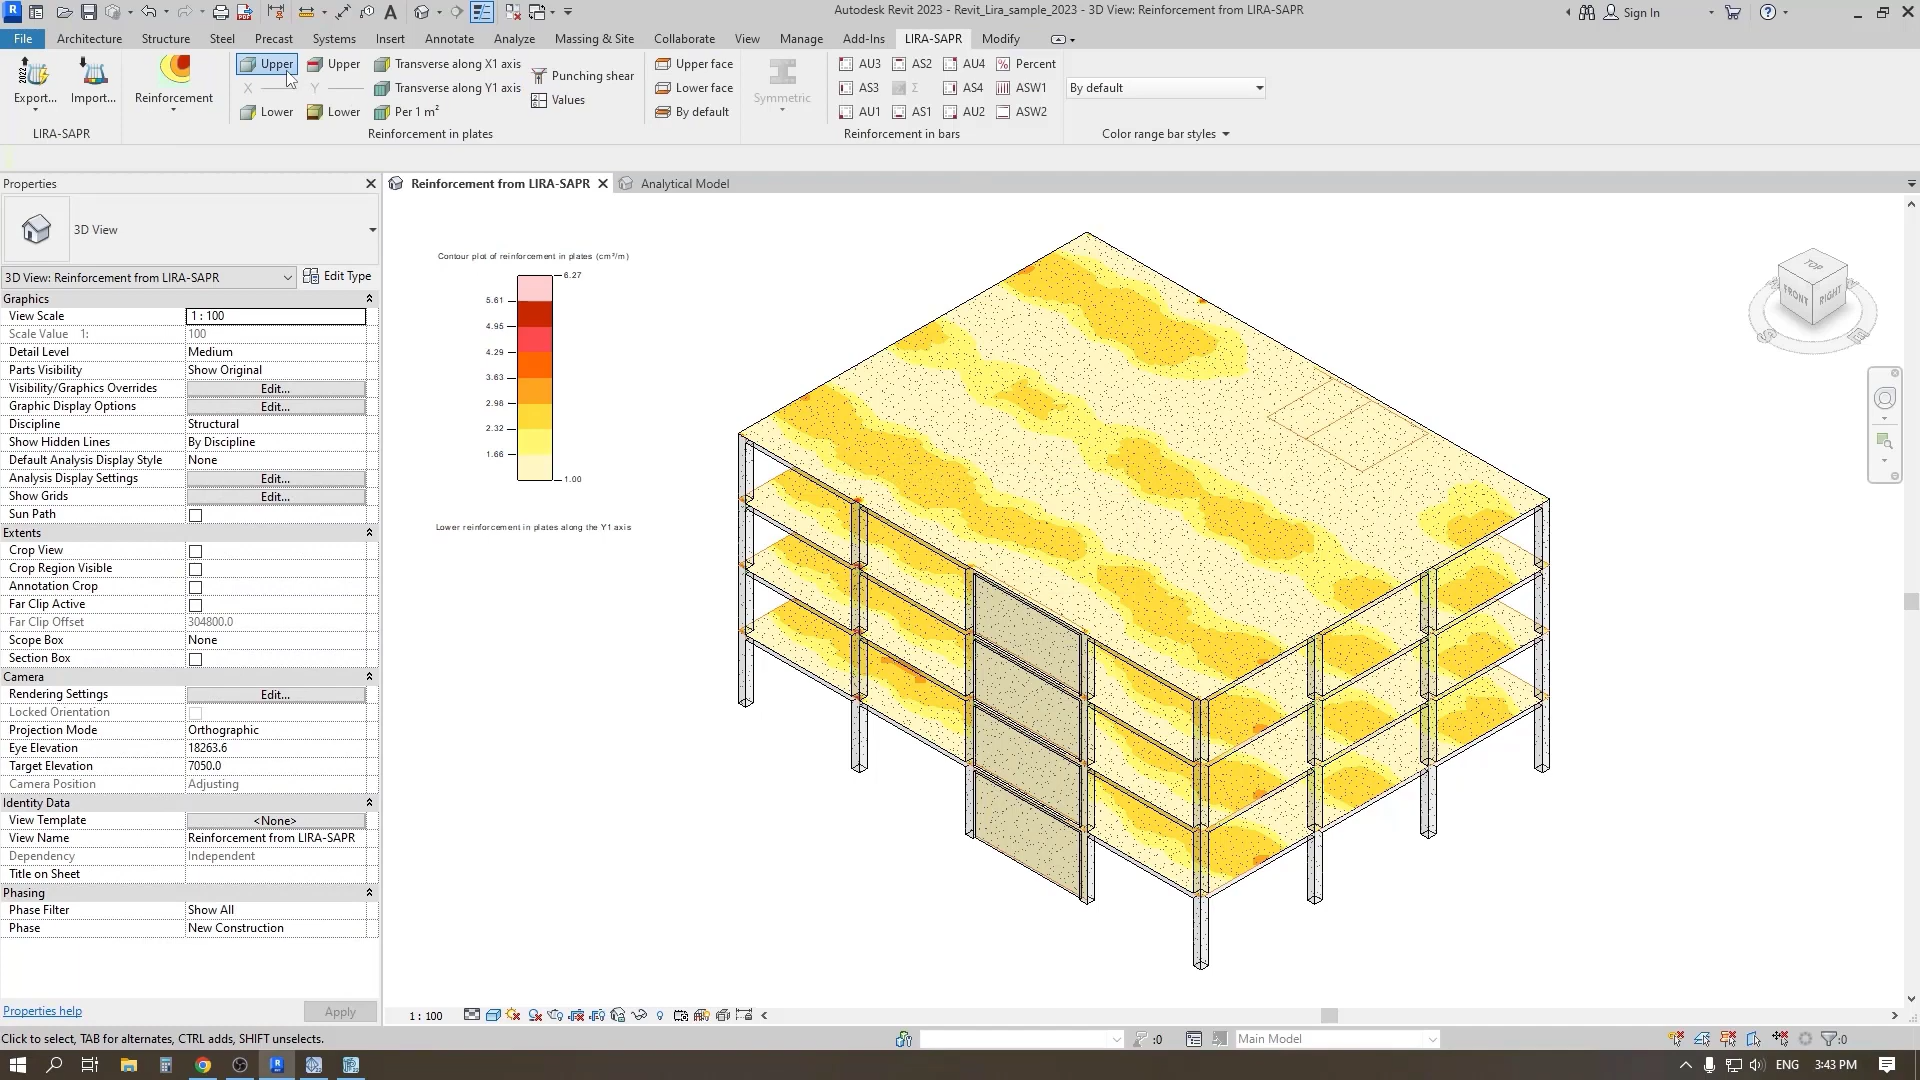 Autodesk Revit 2023 - Revit_Lira_sample_2023 - 3D View: Reinforcement from LIRA-SAPR
Sign In
File Architecture Structure Steel Precast Systems Insert Annotate Analyze Massing & Site Collaborate View Manage Add-Ins LIRA-SAPR Modify
Upper Upper Transverse along X1 axis Upper face AU3 AS2 AU4 Percent
Punching shear
2022
X Y Transverse along Y1 axis Lower face AS3 Σ AS4 ASW1 By default
Export... Import... Reinforcement Values Symmetric
Lower Lower Per 1 m² By default AU1 AS1 AU2 ASW2
LIRA-SAPR Reinforcement in plates Reinforcement in bars Color range bar styles
Properties
Reinforcement from LIRA-SAPR Analytical Model
3D View
3D View: Reinforcement from LIRA-SAPR Edit Type
Graphics
View Scale 1 : 100
Scale Value 1: 100
Detail Level Medium
Parts Visibility Show Original
Visibility/Graphics Overrides Edit...
Graphic Display Options Edit...
Discipline Structural
Show Hidden Lines By Discipline
Default Analysis Display Style None
Analysis Display Settings Edit...
Show Grids Edit...
Sun Path
Extents
Crop View
Crop Region Visible
Annotation Crop
Far Clip Active
Far Clip Offset 304800.0
Scope Box None
Section Box
Camera
Rendering Settings Edit...
Locked Orientation
Projection Mode Orthographic
Eye Elevation 18263.6
Target Elevation 7050.0
Camera Position Adjusting
Identity Data
View Template <None>
View Name Reinforcement from LIRA-SAPR
Dependency Independent
Title on Sheet
Phasing
Phase Filter Show All
Phase New Construction
Properties help Apply
Contour plot of reinforcement in plates (cm²/m)
6.27
5.61
4.95
4.29
3.63
2.98
2.32
1.66
1.00
Lower reinforcement in plates along the Y1 axis
TOP
FRONT RIGHT
S E
1 : 100
Click to select, TAB for alternates, CTRL adds, SHIFT unselects. :0 Main Model :0
ENG 3:43 PM